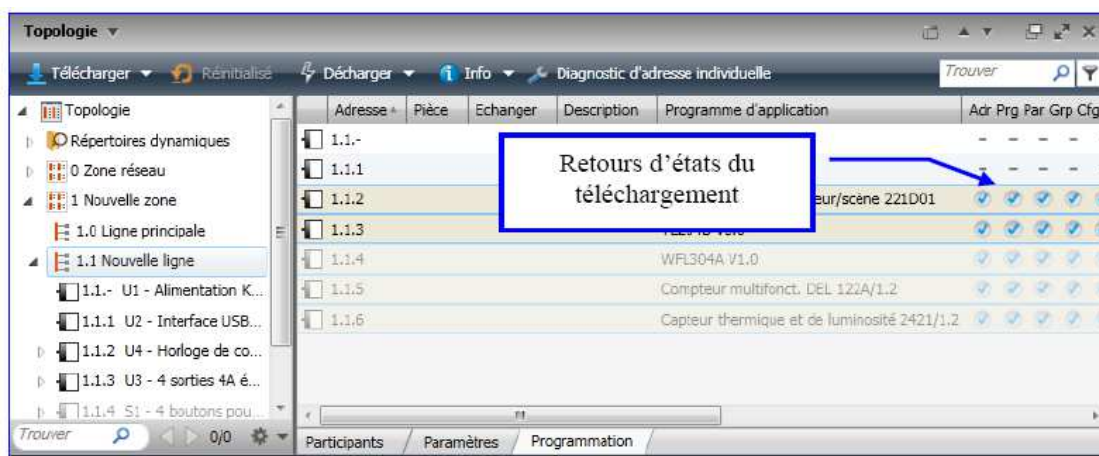 Topologie
Télécharger Réinitialisé Décharger Info Diagnostic d'adresse individuelle Trouver
Topologie
Répertoires dynamiques
0 Zone réseau
1 Nouvelle zone
1.0 Ligne principale
1.1 Nouvelle ligne
1.1.- U1 - Alimentation K...
1.1.1 U2 - Interface USB...
1.1.2 U4 - Horloge de co...
1.1.3 U3 - 4 sorties 4A é...
1.1.4 S1 - 4 boutons pou...
Trouver 0/0
Adresse Pièce Echanger Description Programme d'application Adr Prg Par Grp Cfg
1.1.- - - - -
1.1.1 - - -
1.1.2 eur/scène 221D01
1.1.3
1.1.4 WFL304A V1.0
1.1.5 Compteur multifonct. DEL 122A/1.2
1.1.6 Capteur thermique et de luminosité 2421/1.2
Retours d'états du
téléchargement
Participants Paramètres Programmation